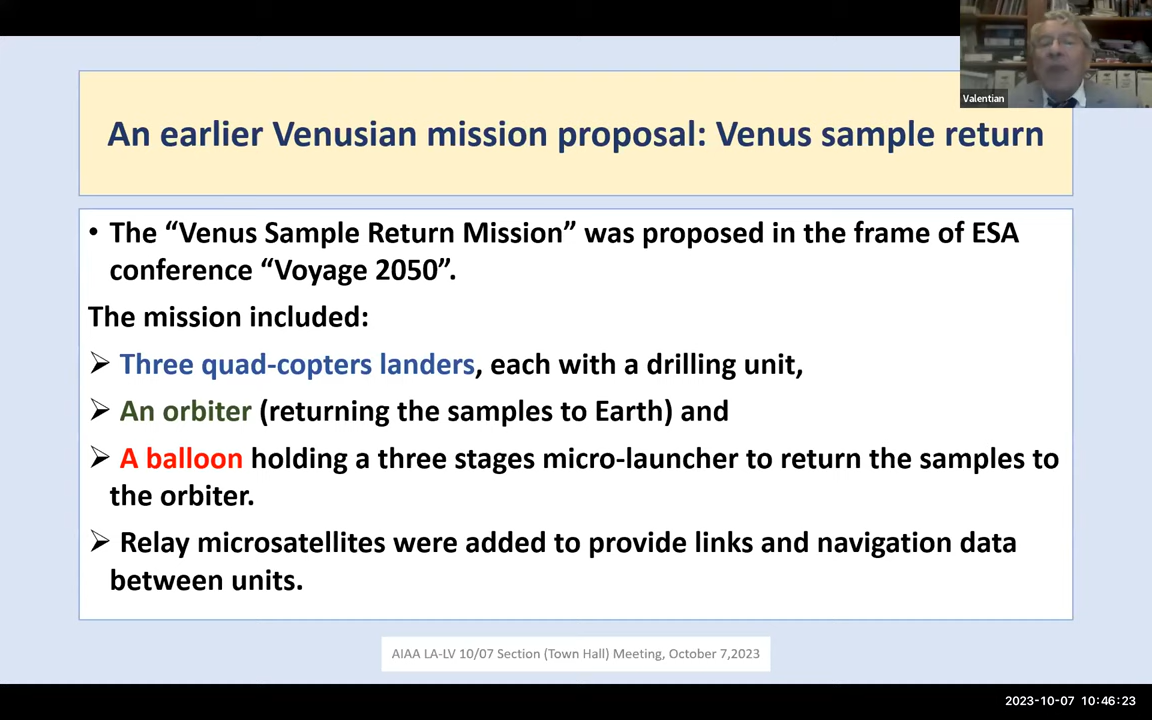 Valentian
An earlier Venusian mission proposal: Venus sample return
• The “Venus Sample Return Mission” was proposed in the frame of ESA
conference “Voyage 2050”.
The mission included:
➢ Three quad-copters landers, each with a drilling unit,
➢ An orbiter (returning the samples to Earth) and
➢ A balloon holding a three stages micro-launcher to return the samples to
the orbiter.
➢ Relay microsatellites were added to provide links and navigation data
between units.
AIAA LA-LV 10/07 Section (Town Hall) Meeting, October 7,2023
2023-10-07 10:46:23